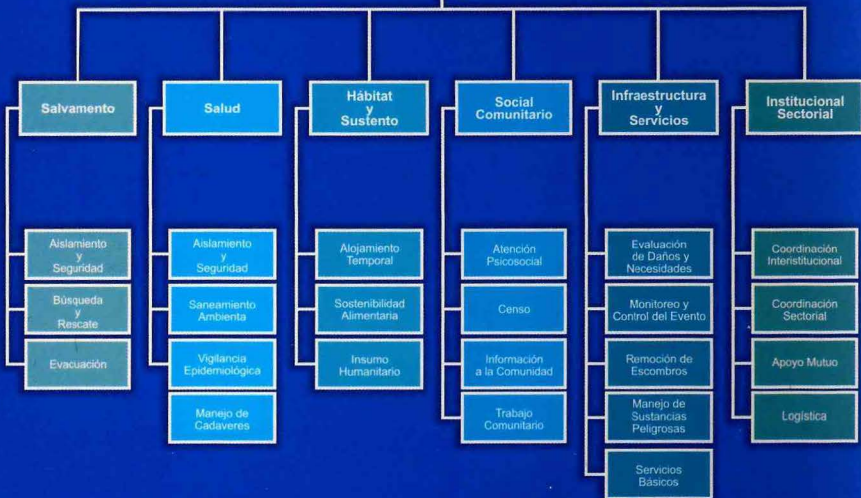 Salvamento
Salud
Hábitat
y
Sustento
Social
Comunitario
Infraestructura
y
Servicios
Institucional
Sectorial
Aislamiento
y
Seguridad
Búsqueda
y
Rescate
Evacuación
Aislamiento
y
Seguridad
Saneamiento
Ambienta
Vigilancia
Epidemiológica
Manejo de
Cadaveres
Alojamiento
Temporal
Sostenibilidad
Alimentaria
Insumo
Humanitario
Atención
Psicosocial
Censo
Información
a la Comunidad
Trabajo
Comunitario
Evaluación
de Daños y
Necesidades
Monitoreo y
Control del Evento
Remoción de
Escombros
Manejo de
Sustancias
Peligrosas
Servicios
Básicos
Coordinación
Interistitucional
Coordinación
Sectorial
Apoyo Mutuo
Logística